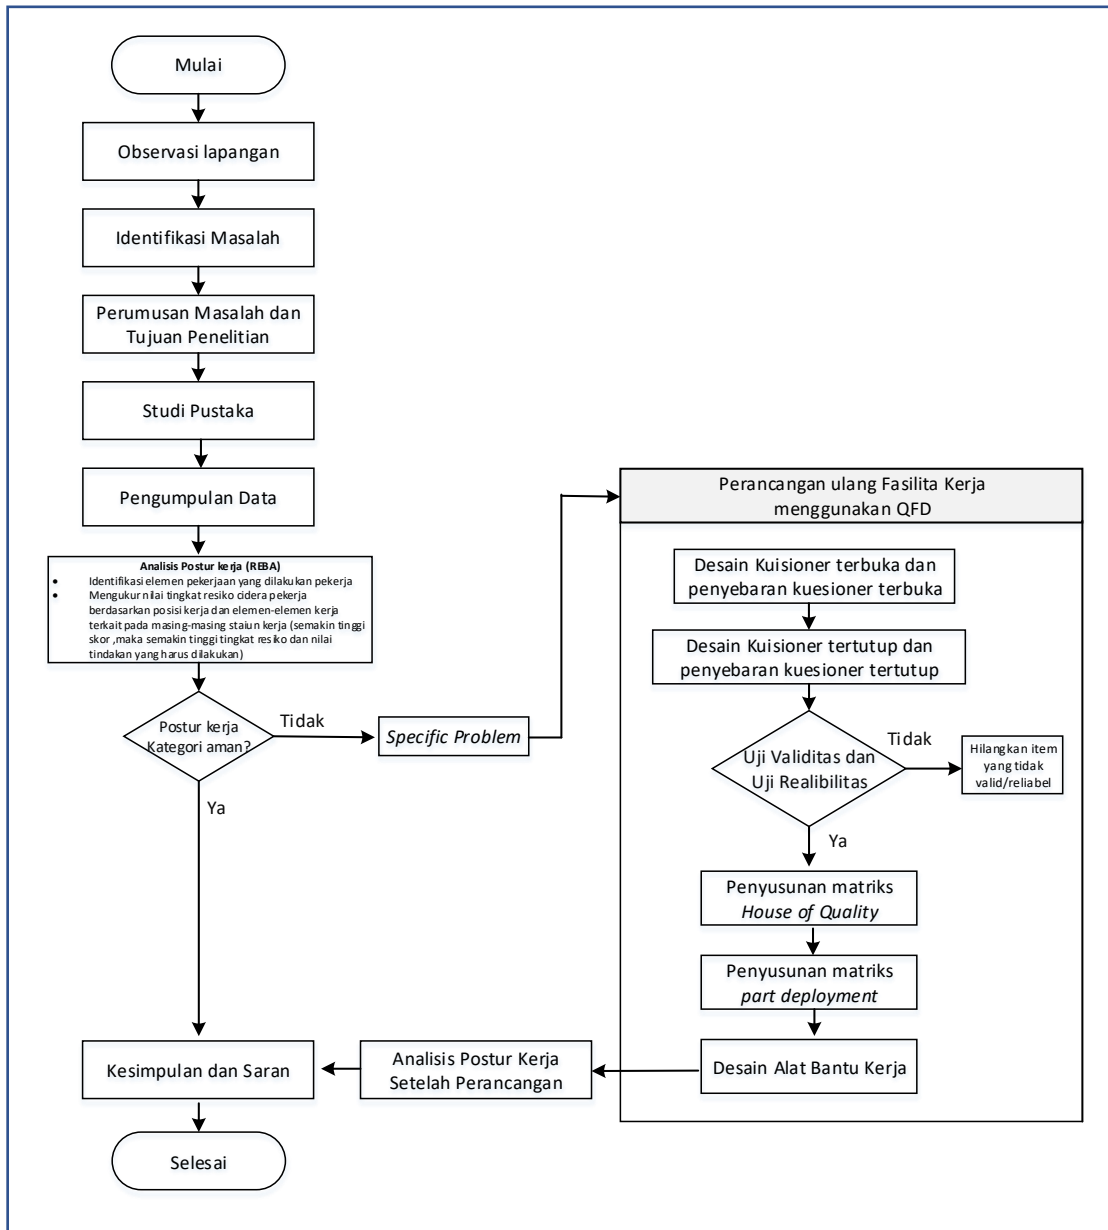 Mulai
Observasi lapangan
Identifikasi Masalah
Perumusan Masalah dan
Tujuan Penelitian
Studi Pustaka
Pengumpulan Data
Analisis Postur kerja (REBA)
• Identifikasi elemen pekerjaan yang dilakukan pekerja
• Mengukur nilai tingkat resiko cidera pekerja
berdasarkan posisi kerja dan elemen-elemen kerja
terkait pada masing-masing staiun kerja (semakin tinggi
skor ,maka semakin tinggi tingkat resiko dan nilai
tindakan yang harus dilakukan)
Postur kerja
Kategori aman?
Tidak
Ya
Specific Problem
Perancangan ulang Fasilita Kerja
menggunakan QFD
Desain Kuisioner terbuka dan
penyebaran kuesioner terbuka
Desain Kuisioner tertutup dan
penyebaran kuesioner tertutup
Uji Validitas dan
Uji Realibilitas
Tidak
Hilangkan item
yang tidak
valid/reliabel
Ya
Penyusunan matriks
House of Quality
Penyusunan matriks
part deployment
Desain Alat Bantu Kerja
Analisis Postur Kerja
Setelah Perancangan
Kesimpulan dan Saran
Selesai